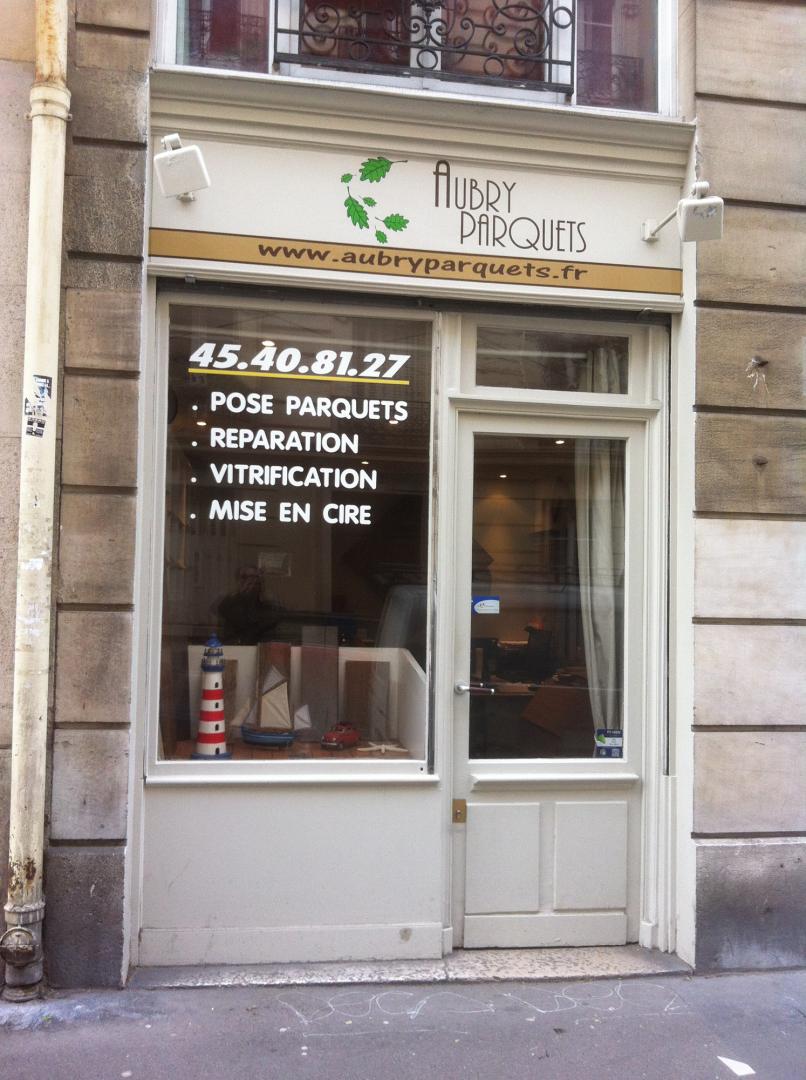 AUBRY
PARQUETS
www.aubryparquets.fr
45.40.81.27
. POSE PARQUETS
. REPARATION
. VITRIFICATION
. MISE EN CIRE